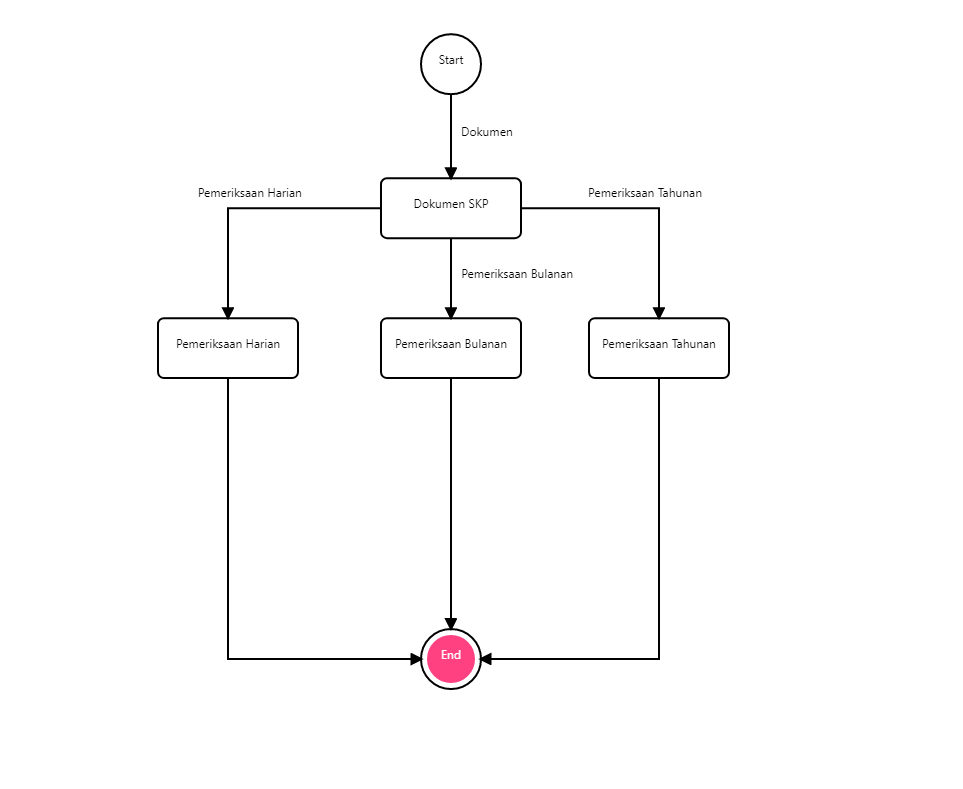 Start
Dokumen
Pemeriksaan Harian
Pemeriksaan Tahunan
Dokumen SKP
Pemeriksaan Bulanan
Pemeriksaan Harian
Pemeriksaan Bulanan
Pemeriksaan Tahunan
End